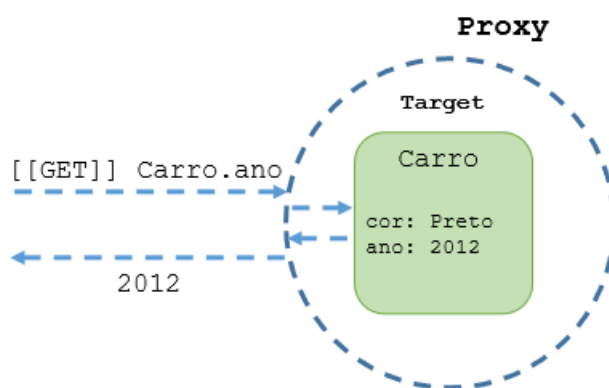 Proxy
Target
Carro
[[GET]] Carro.ano
cor: Preto
ano: 2012
2012